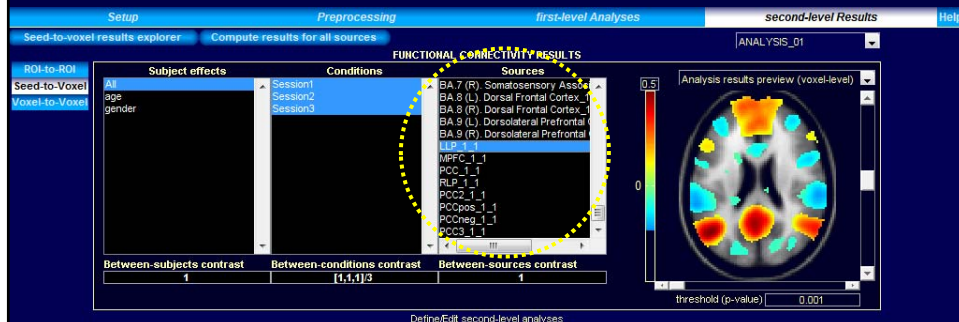 Setup Preprocessing first-level Analyses second-level Results Help
Seed-to-voxel results explorer Compute results for all sources ANALYSIS_01
FUNCTIONAL CONNECTIVITY RESULTS
ROI-to-ROI Subject effects Conditions Sources
Seed-to-Voxel
Voxel-to-Voxel
All
age
gender
Session1
Session2
Session3
BA.7 (R). Somatosensory Assoc
BA.8 (L). Dorsal Frontal Cortex_1
BA.8 (R). Dorsal Frontal Cortex_1
BA.9 (L). Dorsolateral Prefrontal
BA.9 (R). Dorsolateral Prefrontal
LLP_1_1
MPFC_1_1
PCC_1_1
RLP_1_1
PCC2_1_1
PCCpos_1_1
PCCneg_1_1
PCC3_1_1
0.5
0
Analysis results preview (voxel-level)
Between-subjects contrast Between-conditions contrast Between-sources contrast
1 [1,1,1]/3 1
threshold (p-value) 0.001
Define/Edit second-level analyses